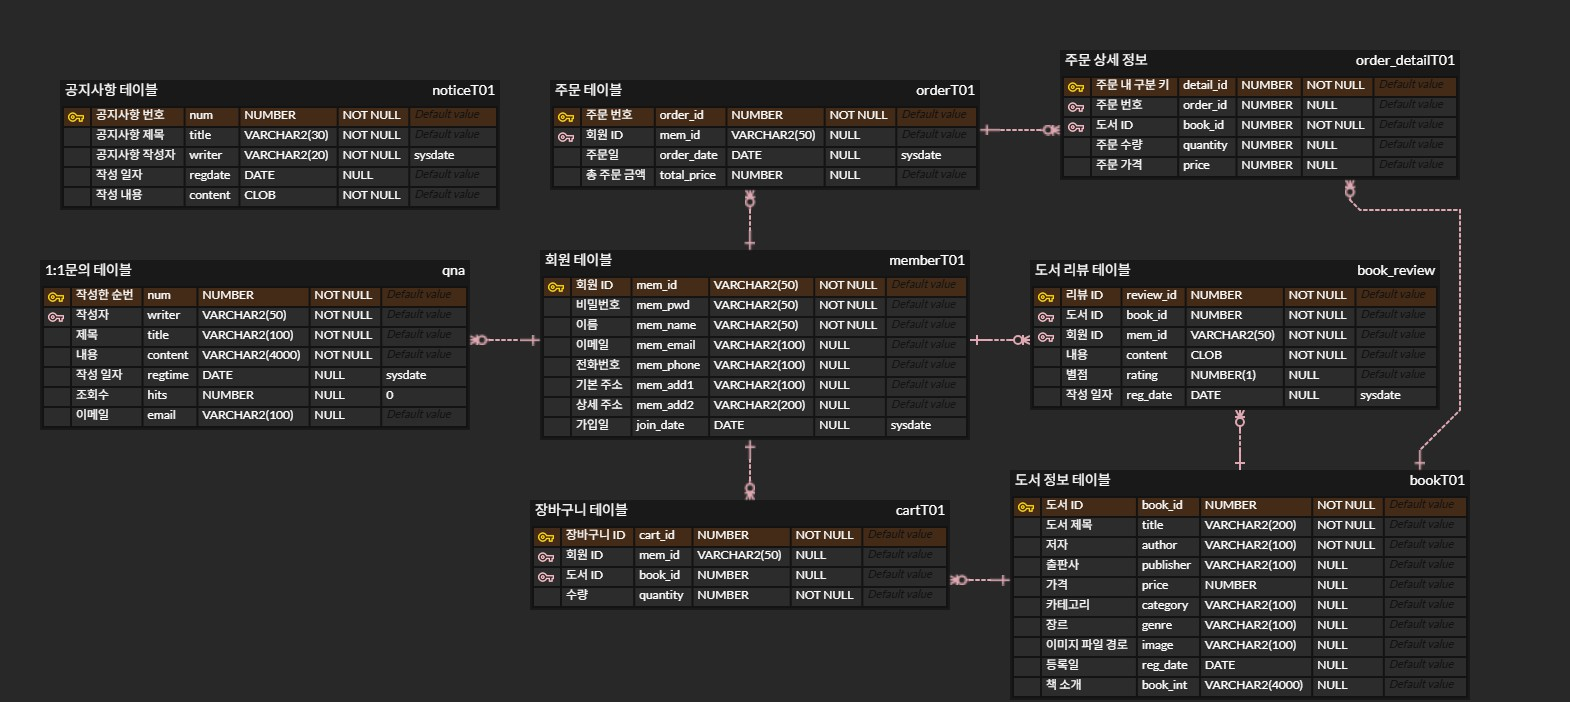 공지사항 테이블 noticeT01
공지사항 번호 num NUMBER NOT NULL Default value
공지사항 제목 title VARCHAR2(30) NOT NULL Default value
공지사항 작성자 writer VARCHAR2(20) NOT NULL sysdate
작성 일자 regdate DATE NULL Default value
작성 내용 content CLOB NOT NULL Default value
주문 테이블 orderT01
주문 번호 order_id NUMBER NOT NULL Default value
회원 ID mem_id VARCHAR2(50) NULL Default value
주문일 order_date DATE NULL sysdate
총 주문 금액 total_price NUMBER NULL Default value
주문 상세 정보 order_detailT01
주문 내 구분 키 detail_id NUMBER NOT NULL Default value
주문 번호 order_id NUMBER NULL Default value
도서 ID book_id NUMBER NOT NULL Default value
주문 수량 quantity NUMBER NULL Default value
주문 가격 price NUMBER NULL Default value
1:1문의 테이블 qna
작성한 순번 num NUMBER NOT NULL Default value
작성자 writer VARCHAR2(50) NOT NULL Default value
제목 title VARCHAR2(100) NOT NULL Default value
내용 content VARCHAR2(4000) NOT NULL Default value
작성 일자 regtime DATE NULL sysdate
조회수 hits NUMBER NULL 0
이메일 email VARCHAR2(100) NULL Default value
회원 테이블 memberT01
회원 ID mem_id VARCHAR2(50) NOT NULL Default value
비밀번호 mem_pwd VARCHAR2(50) NOT NULL Default value
이름 mem_name VARCHAR2(50) NOT NULL Default value
이메일 mem_email VARCHAR2(100) NULL Default value
전화번호 mem_phone VARCHAR2(100) NULL Default value
기본 주소 mem_add1 VARCHAR2(100) NULL Default value
상세 주소 mem_add2 VARCHAR2(200) NULL Default value
가입일 join_date DATE NULL sysdate
도서 리뷰 테이블 book_review
리뷰 ID review_id NUMBER NOT NULL Default value
도서 ID book_id NUMBER NOT NULL Default value
회원 ID mem_id VARCHAR2(50) NOT NULL Default value
내용 content CLOB NOT NULL Default value
별점 rating NUMBER(1) NULL Default value
작성 일자 reg_date DATE NULL sysdate
장바구니 테이블 cartT01
장바구니 ID cart_id NUMBER NOT NULL Default value
회원 ID mem_id VARCHAR2(50) NULL Default value
도서 ID book_id NUMBER NULL Default value
수량 quantity NUMBER NOT NULL Default value
도서 정보 테이블 bookT01
도서 ID book_id NUMBER NOT NULL Default value
도서 제목 title VARCHAR2(200) NOT NULL Default value
저자 author VARCHAR2(100) NOT NULL Default value
출판사 publisher VARCHAR2(100) NULL Default value
가격 price NUMBER NULL Default value
카테고리 category VARCHAR2(100) NULL Default value
장르 genre VARCHAR2(100) NULL Default value
이미지 파일 경로 image VARCHAR2(100) NULL Default value
등록일 reg_date DATE NULL Default value
책 소개 book_int VARCHAR2(4000) NULL Default value